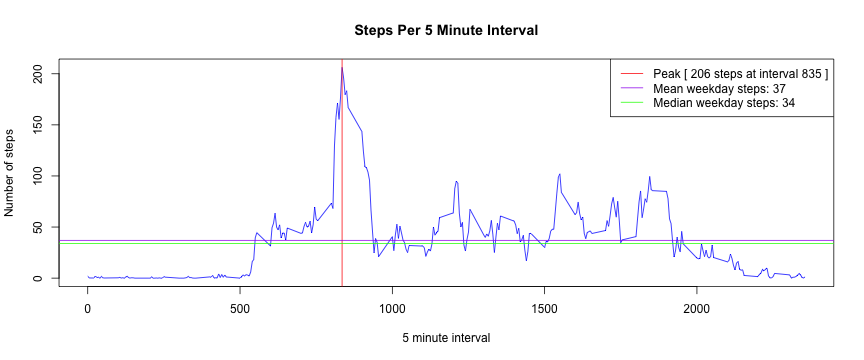 Steps Per 5 Minute Interval
Number of steps
200
150
100
50
0
Peak [ 206 steps at interval 835 ]
Mean weekday steps: 37
Median weekday steps: 34
0 500 1000 1500 2000
5 minute interval